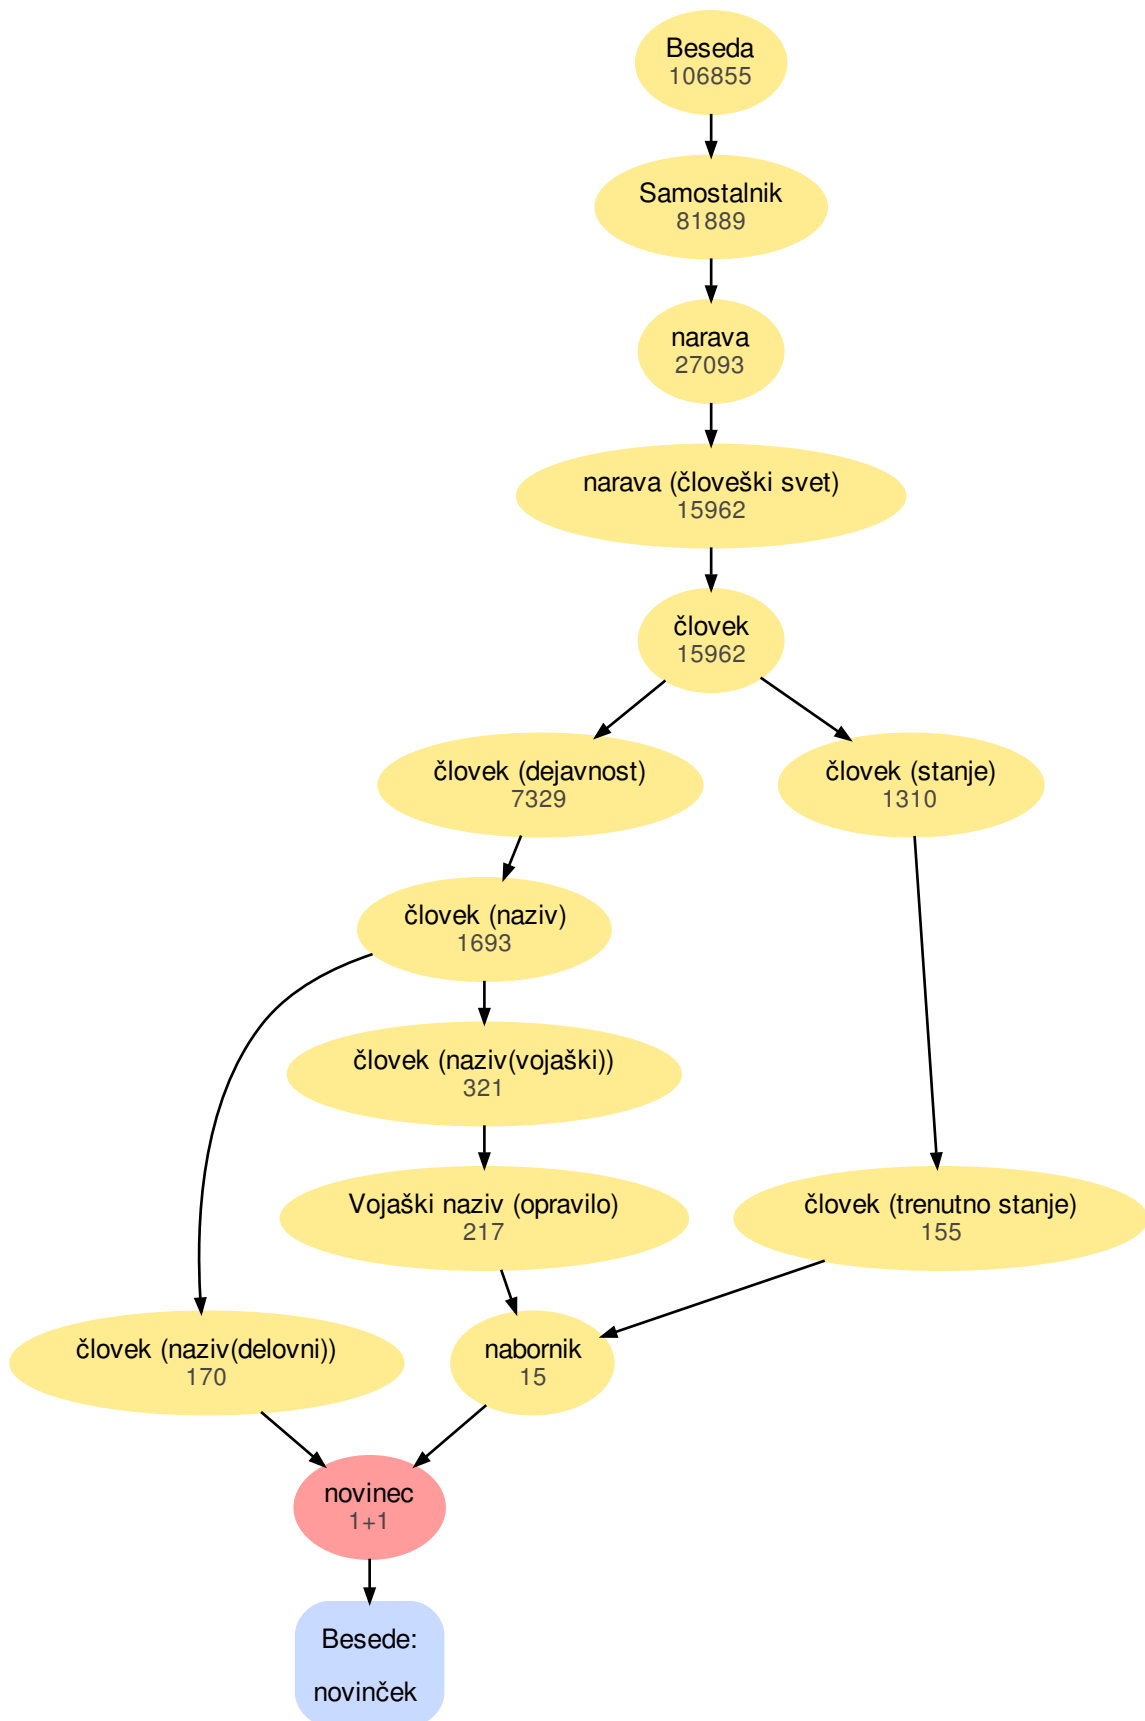 Beseda
106855
Samostalnik
81889
narava
27093
narava (človeški svet)
15962
človek
15962
človek (dejavnost)
7329
človek (stanje)
1310
človek (naziv)
1693
človek (naziv(vojaški))
321
Vojaški naziv (opravilo)
217
človek (trenutno stanje)
155
človek (naziv(delovni))
170
nabornik
15
novinec
1+1
Besede:
novinček